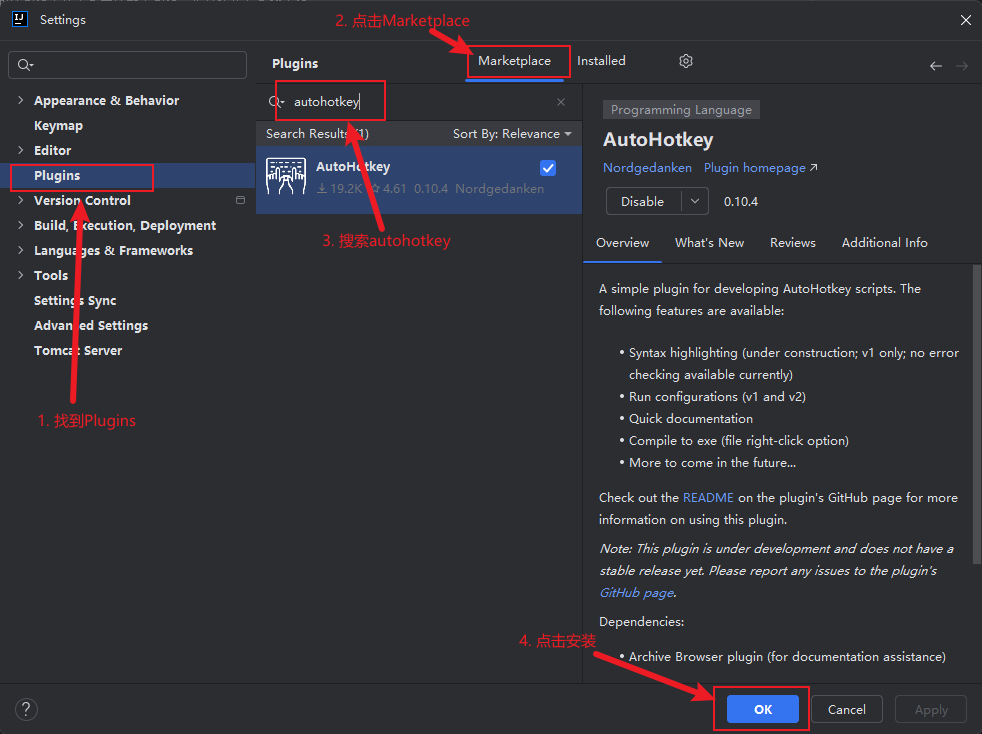 Settings
2. 点击Marketplace
Plugins
Marketplace
Installed
Appearance & Behavior
Keymap
Editor
Plugins
Version Control
Build, Execution, Deployment
Languages & Frameworks
Tools
Settings Sync
Advanced Settings
Tomcat Server
1. 找到Plugins
autohotkey
Search Results (1)
Sort By: Relevance
AutoHotkey
19.2K 4.61 0.10.4 Nordgedanken
3. 搜索autohotkey
Programming Language
AutoHotkey
Nordgedanken Plugin homepage
Disable
0.10.4
Overview
What's New
Reviews
Additional Info
A simple plugin for developing AutoHotkey scripts. The
following features are available:
• Syntax highlighting (under construction; v1 only; no error
checking available currently)
• Run configurations (v1 and v2)
• Quick documentation
• Compile to exe (file right-click option)
• More to come in the future...
Check out the README on the plugin's GitHub page for more
information on using this plugin.
Note: This plugin is under development and does not have a
stable release yet. Please report any issues to the plugin's
GitHub page.
Dependencies:
4. 点击安装
• Archive Browser plugin (for documentation assistance)
?
OK
Cancel
Apply